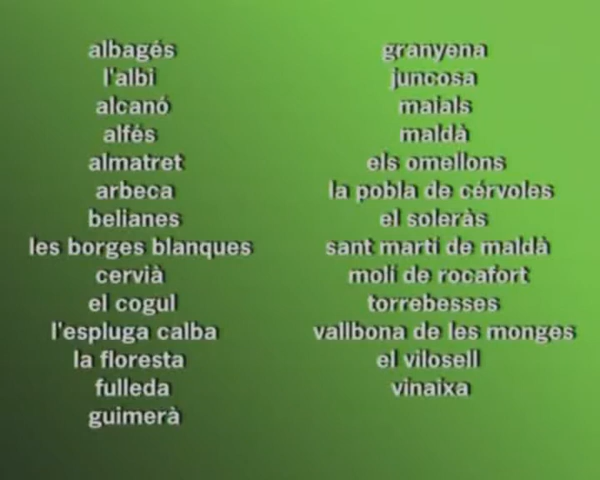 albagés
l'albi
alcanó
alfés
almatret
arbeca
belianes
les borges blanques
cervià
el cogul
l'espluga calba
la floresta
fulleda
guimerà
granyena
juncosa
maials
maldà
els omellons
la pobla de cérvoles
el soleràs
sant martí de maldà
molí de rocafort
torrebesses
vallbona de les monges
el vilosell
vinaixa